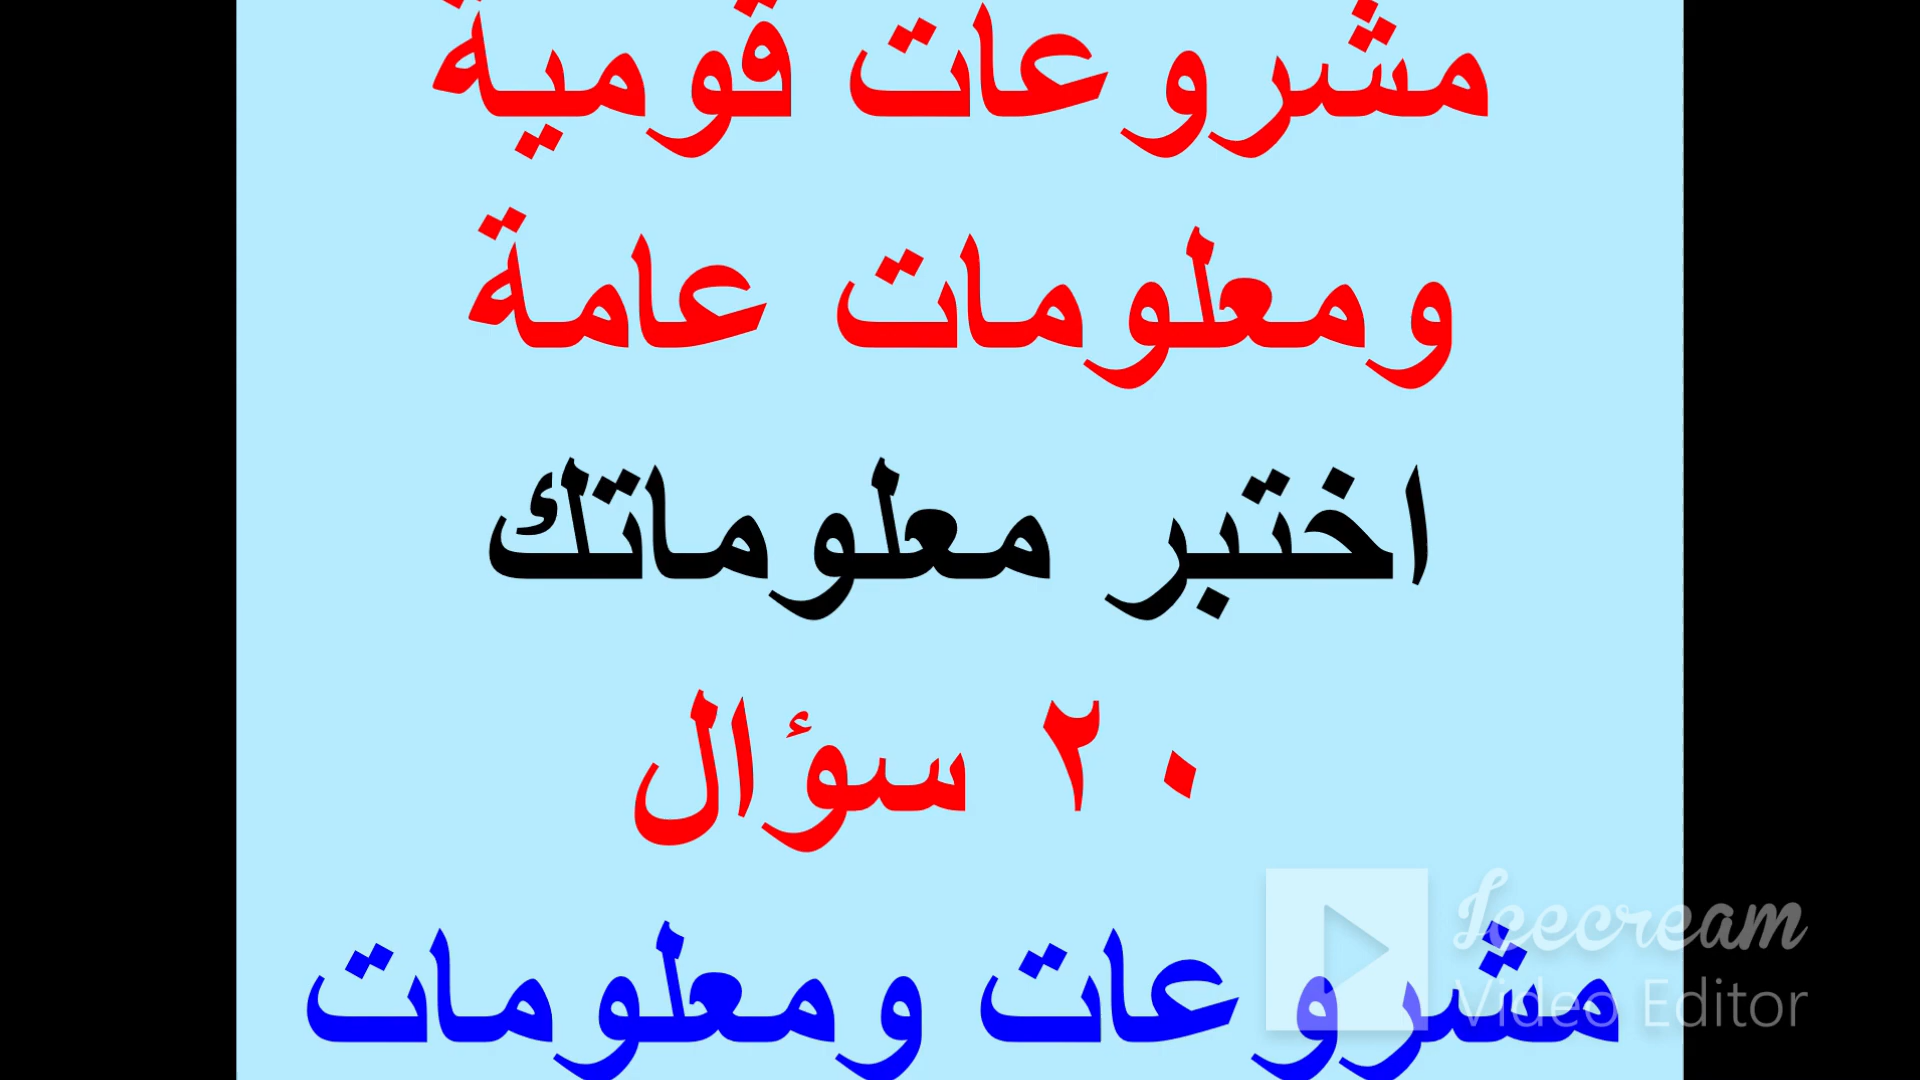 مشروعات قومية
ومعلومات عامة
اختبر معلوماتك
٢٠ سؤال
مشروعات ومعلومات
Icecream
Video Editor